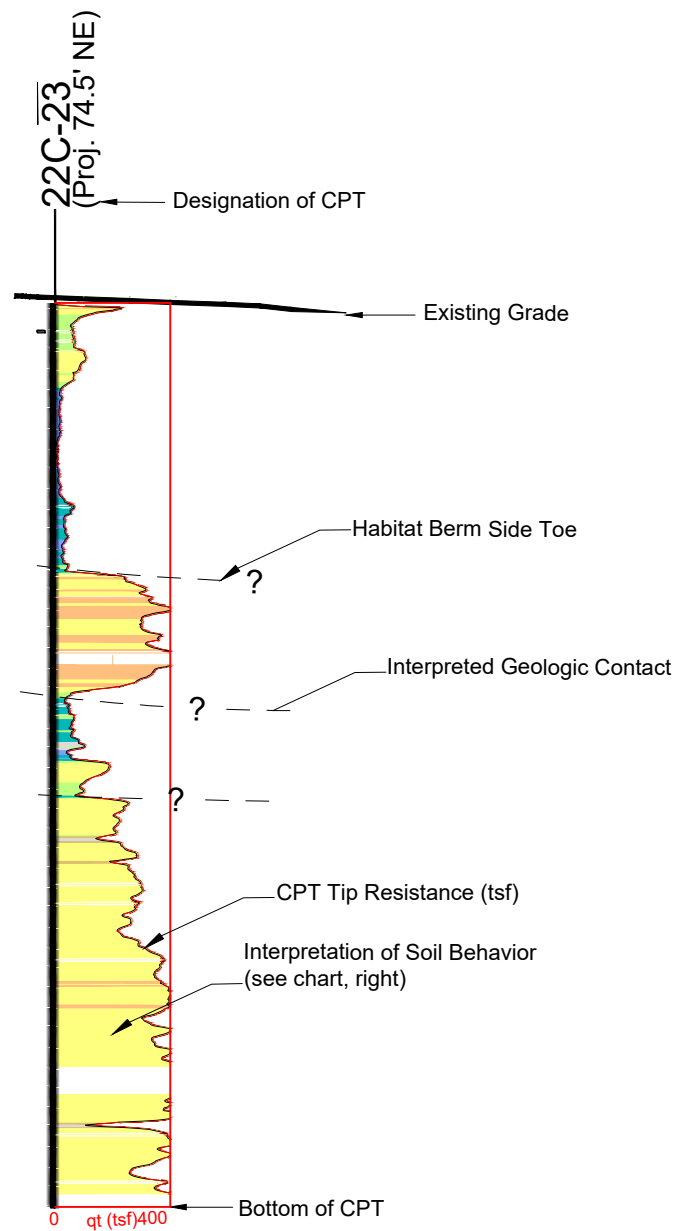 22C-23
(Proj. 74.5' NE)
Designation of CPT
Existing Grade
Habitat Berm Side Toe
?
Interpreted Geologic Contact
?
?
CPT Tip Resistance (tsf)
Interpretation of Soil Behavior
(see chart, right)
Bottom of CPT
0 qt (tsf) 400